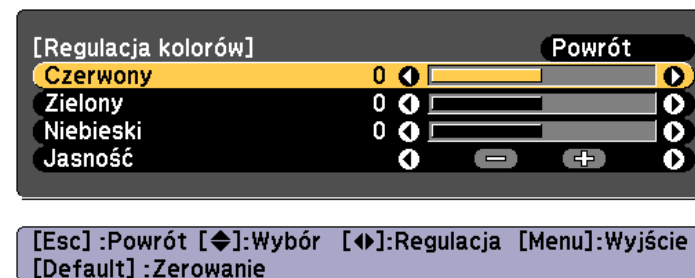 [Regulacja kolorów] Powrót
Czerwony 0
Zielony 0
Niebieski 0
Jasność − +
[Esc] :Powrót [◆]:Wybór [◆]:Regulacja [Menu]:Wyjście
[Default] :Zerowanie